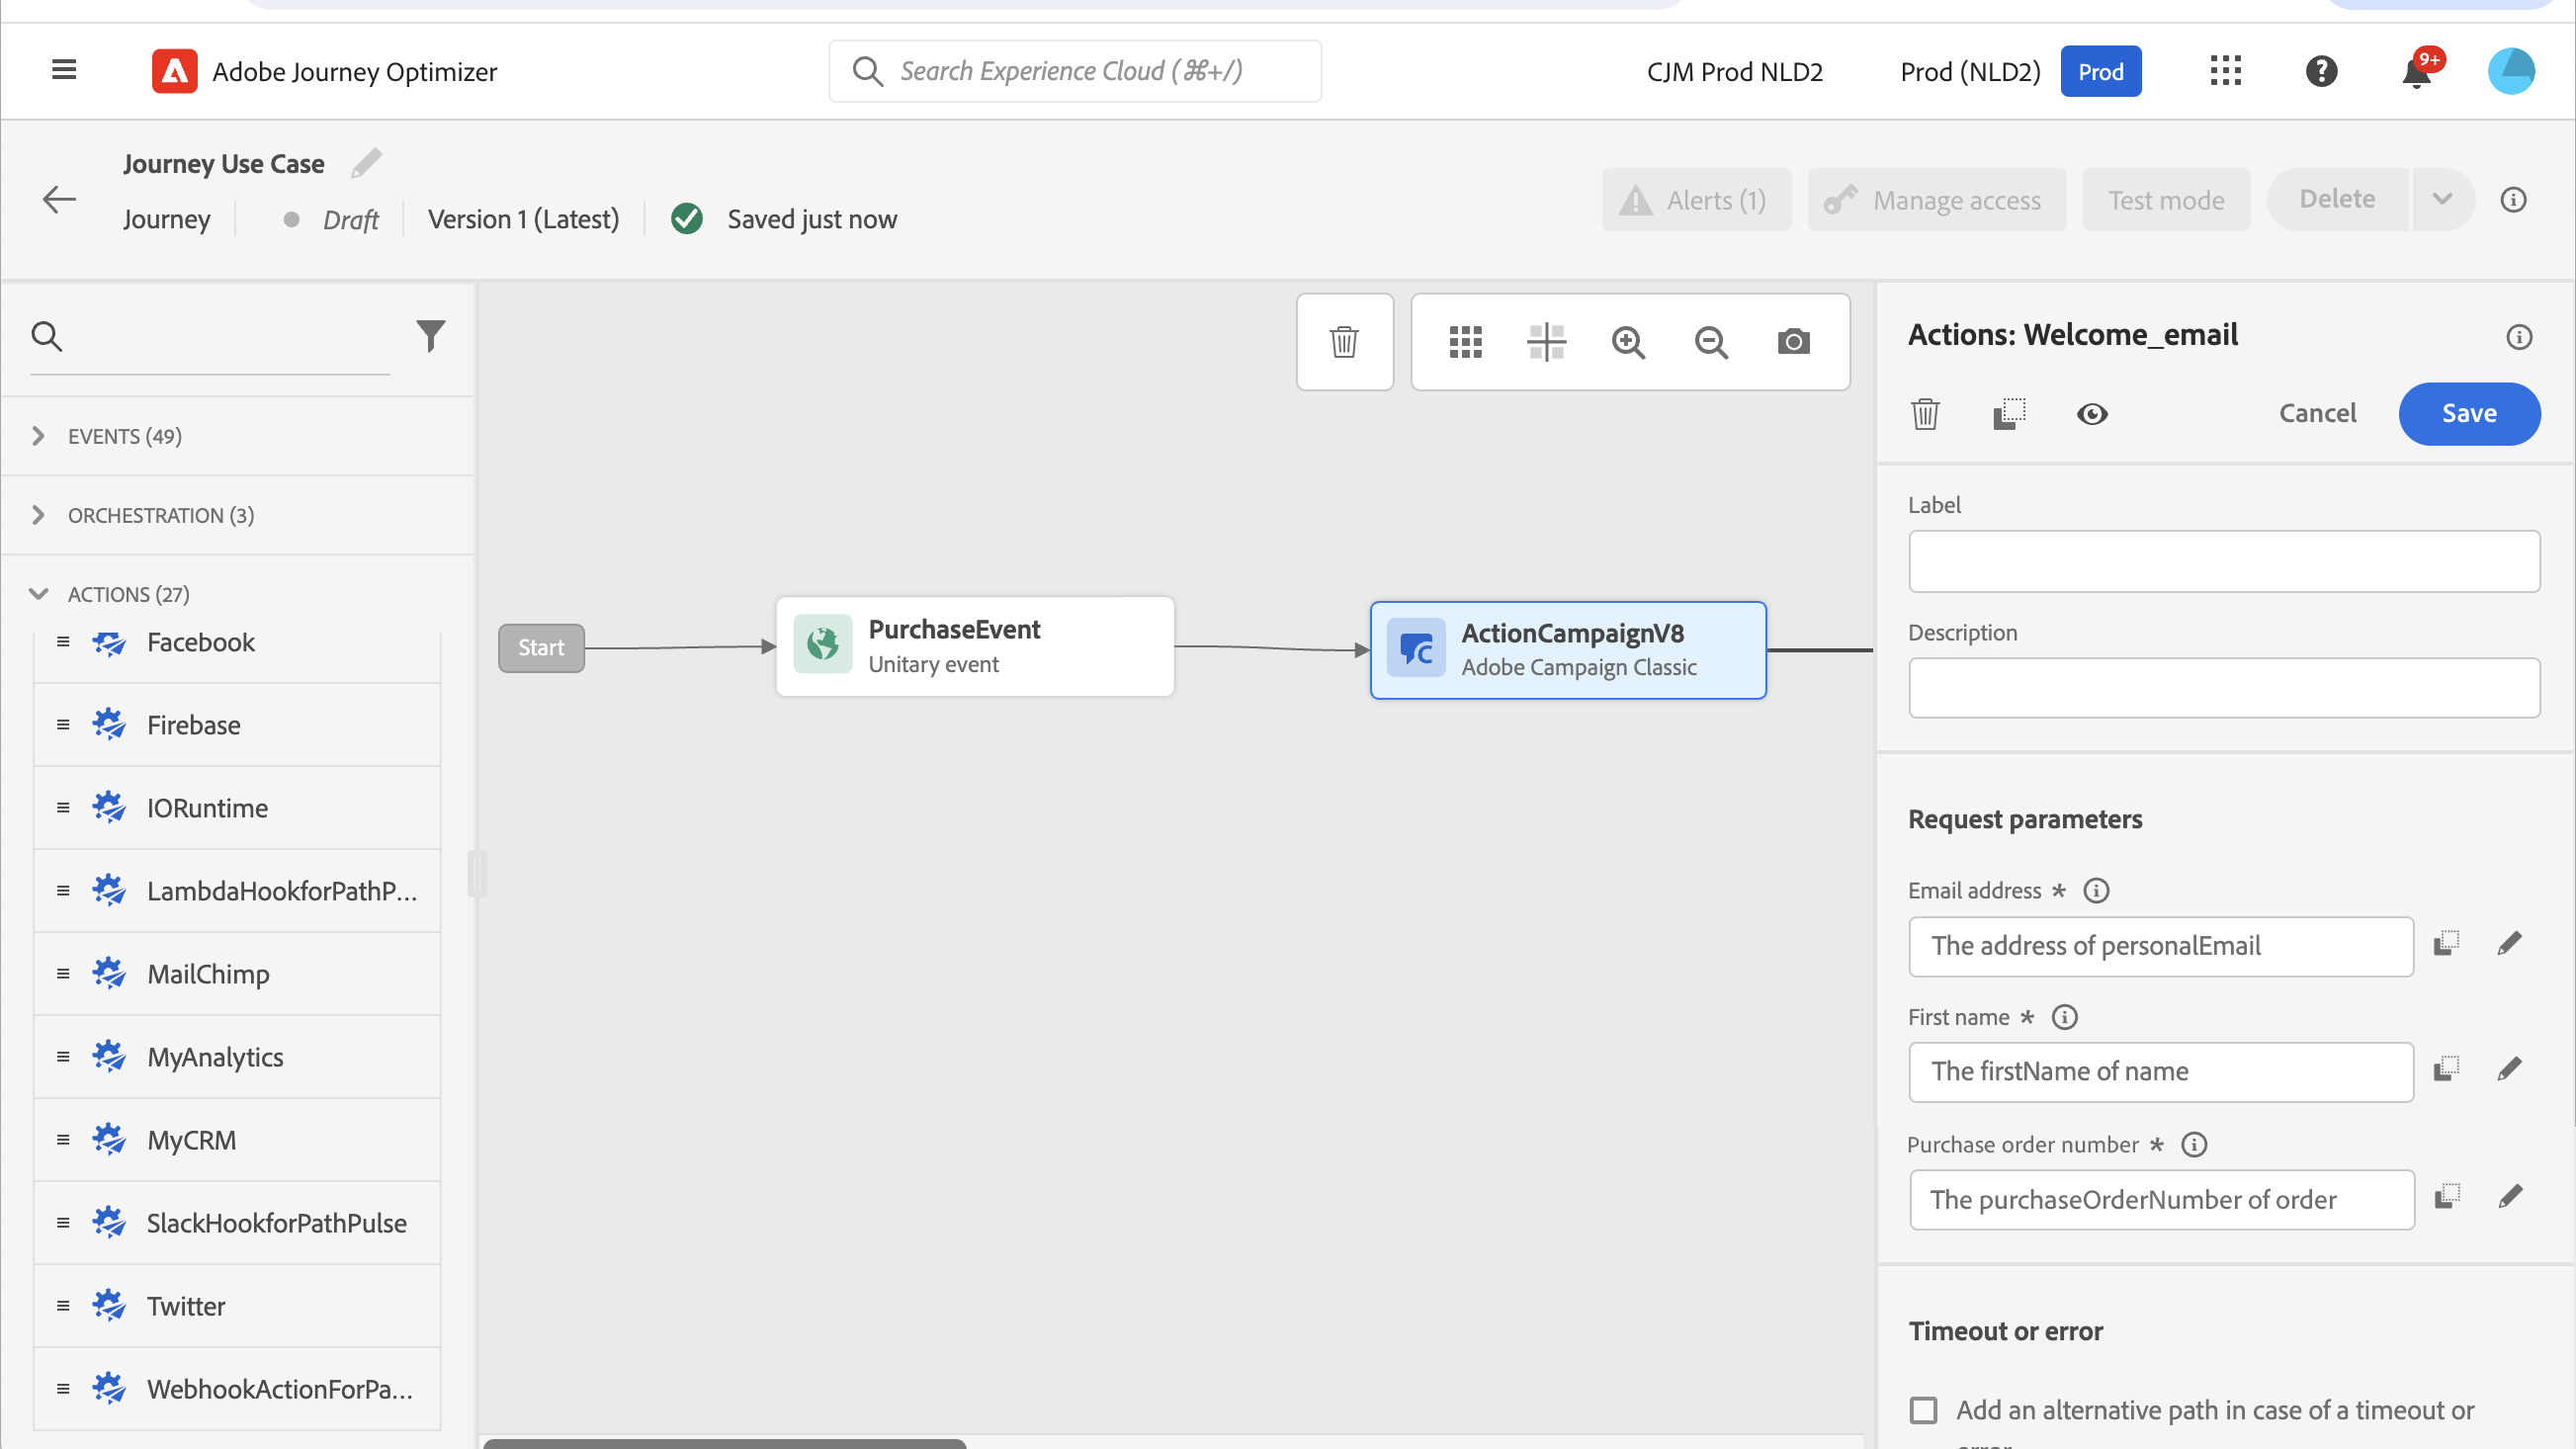 Adobe Journey Optimizer
Search Experience Cloud (⌘+/)
CJM Prod NLD2
Prod (NLD2)
Prod
9+
Journey Use Case
Journey
Draft
Version 1 (Latest)
Saved just now
Alerts (1)
Manage access
Test mode
Delete
EVENTS (49)
ORCHESTRATION (3)
ACTIONS (27)
Facebook
Firebase
IORuntime
LambdaHookforPathP...
MailChimp
MyAnalytics
MyCRM
SlackHookforPathPulse
Twitter
WebhookActionForPa...
Start
PurchaseEvent
Unitary event
ActionCampaignV8
Adobe Campaign Classic
Actions: Welcome_email
Cancel
Save
Label
Description
Request parameters
Email address *
The address of personalEmail
First name *
The firstName of name
Purchase order number *
The purchaseOrderNumber of order
Timeout or error
Add an alternative path in case of a timeout or